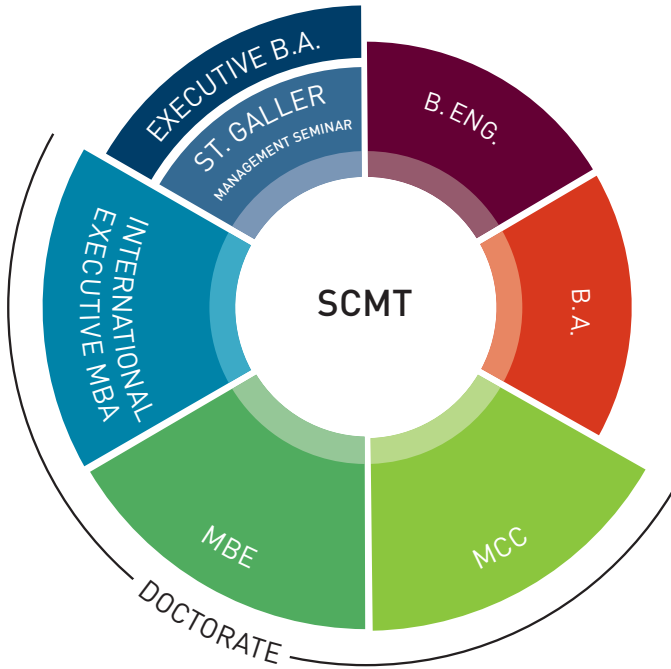 EXECUTIVE B.A.
ST. GALLER
MANAGEMENT SEMINAR
B. ENG.
INTERNATIONAL
EXECUTIVE MBA
SCMT
B. A.
MBE
MCC
DOCTORATE